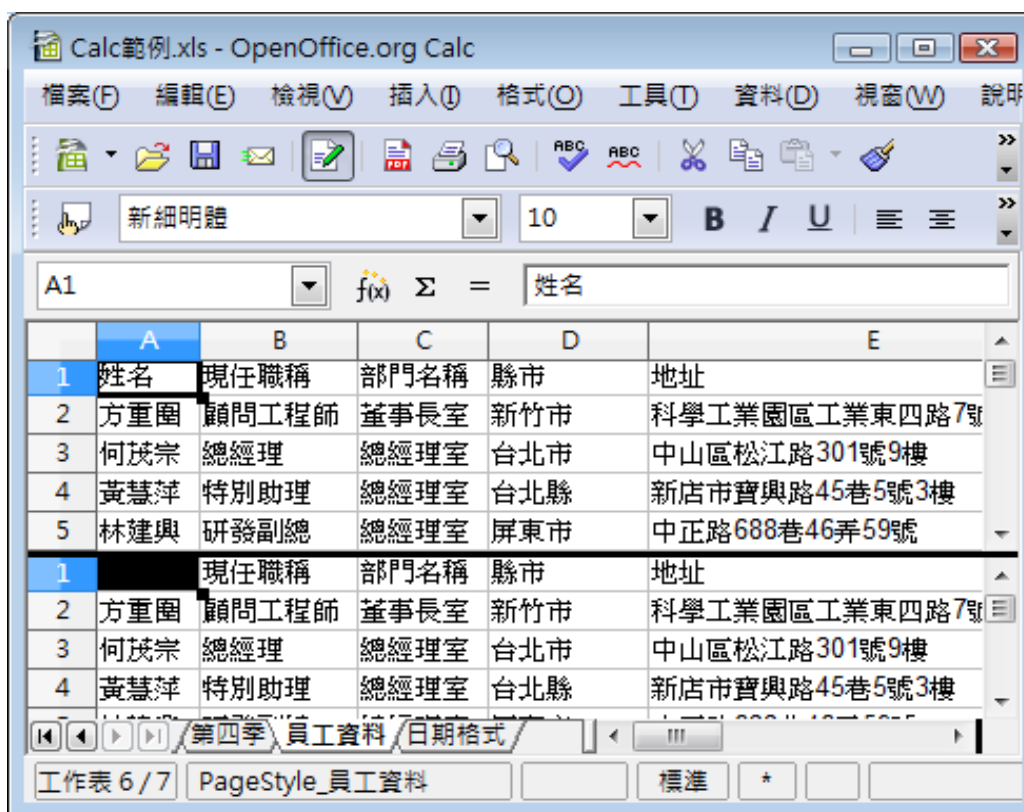 Calc範例.xls - OpenOffice.org Calc
檔案(F) 編輯(E) 檢視(V) 插入(I) 格式(O) 工具(T) 資料(D) 視窗(W) 說明
PDF ABC ABC
新細明體 10 B I U
A1 f(x) Σ = 姓名
A B C D E
1 姓名 現任職稱 部門名稱 縣市 地址
2 方重圍 顧問工程師 董事長室 新竹市 科學工業園區工業東四路7號
3 何茂宗 總經理 總經理室 台北市 中山區松江路301號9樓
4 黃慧萍 特別助理 總經理室 台北縣 新店市寶興路45巷5號3樓
5 林建興 研發副總 總經理室 屏東市 中正路688巷46弄59號
1 現任職稱 部門名稱 縣市 地址
2 方重圍 顧問工程師 董事長室 新竹市 科學工業園區工業東四路7號
3 何茂宗 總經理 總經理室 台北市 中山區松江路301號9樓
4 黃慧萍 特別助理 總經理室 台北縣 新店市寶興路45巷5號3樓
第四季 員工資料 日期格式
工作表 6 / 7 PageStyle_員工資料 標準 *